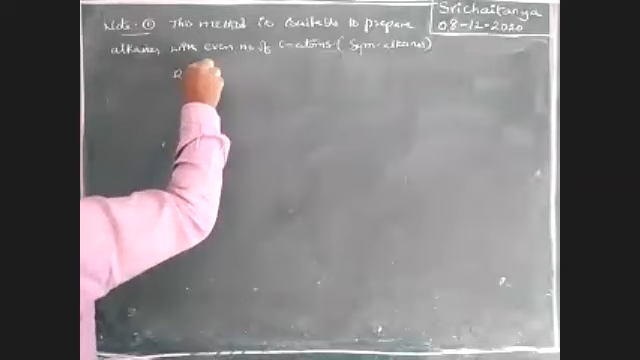 Note:- ① This method is suitable to prepare
alkanes with even no of C-atoms (Sym-alkanes)
R
Srichaitanya
08-12-2020